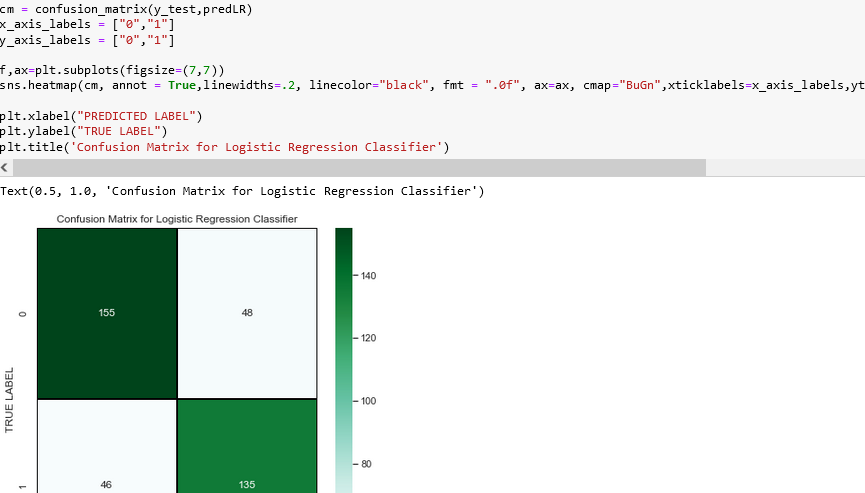 cm = confusion_matrix(y_test,predLR)
x_axis_labels = ["0","1"]
y_axis_labels = ["0","1"]
f,ax=plt.subplots(figsize=(7,7))
sns.heatmap(cm, annot = True,linewidths=.2, linecolor="black", fmt = ".0f", ax=ax, cmap="BuGn",xticklabels=x_axis_labels,yt
plt.xlabel("PREDICTED LABEL")
plt.ylabel("TRUE LABEL")
plt.title('Confusion Matrix for Logistic Regression Classifier')
Text(0.5, 1.0, 'Confusion Matrix for Logistic Regression Classifier')
Confusion Matrix for Logistic Regression Classifier
140
0
155
48
120
TRUE LABEL
100
80
1
46
135